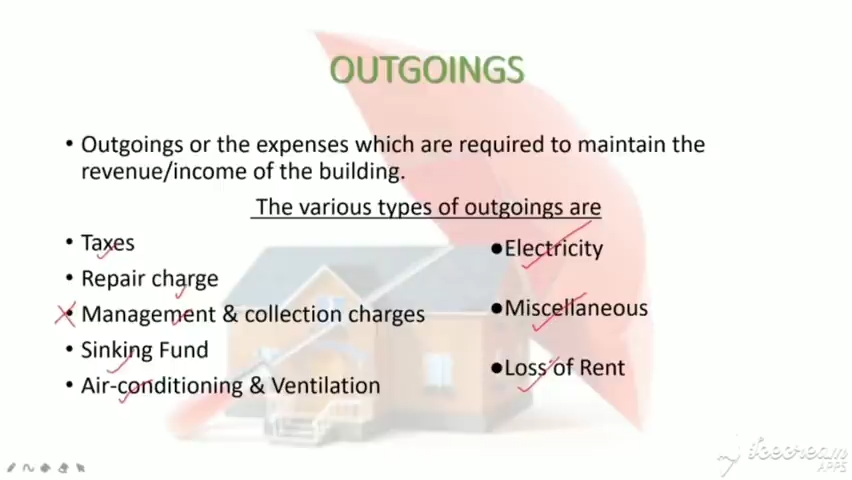 OUTGOINGS
• Outgoings or the expenses which are required to maintain the
revenue/income of the building.
The various types of outgoings are
• Taxes
• Repair charge
• Management & collection charges
• Sinking Fund
• Air-conditioning & Ventilation
●Electricity
●Miscellaneous
●Loss of Rent
Icecream
APPS